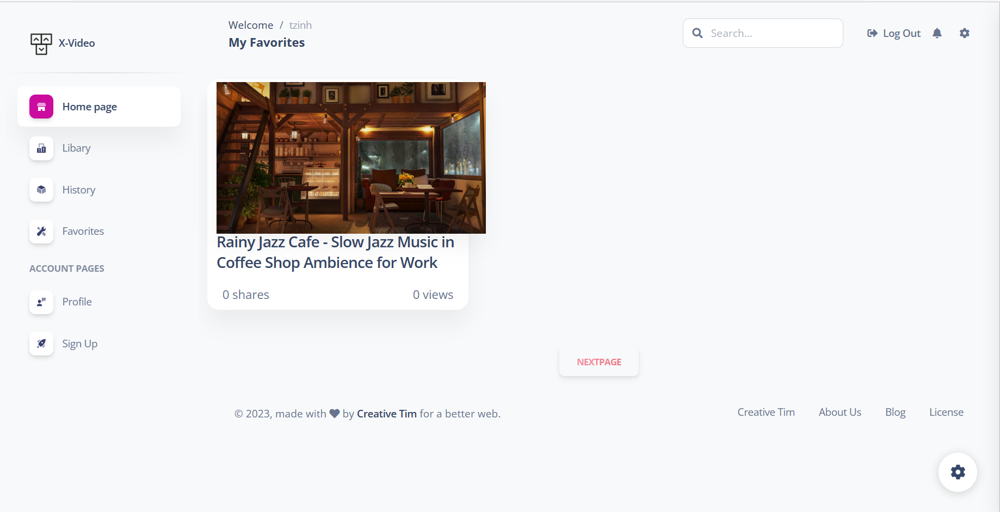 X-Video
Home page
Libary
History
Favorites
ACCOUNT PAGES
Profile
Sign Up
Welcome / tzinh
My Favorites
Search...
Log Out
Rainy Jazz Cafe - Slow Jazz Music in
Coffee Shop Ambience for Work
0 shares 0 views
NEXTPAGE
© 2023, made with by Creative Tim for a better web.
Creative Tim About Us Blog License